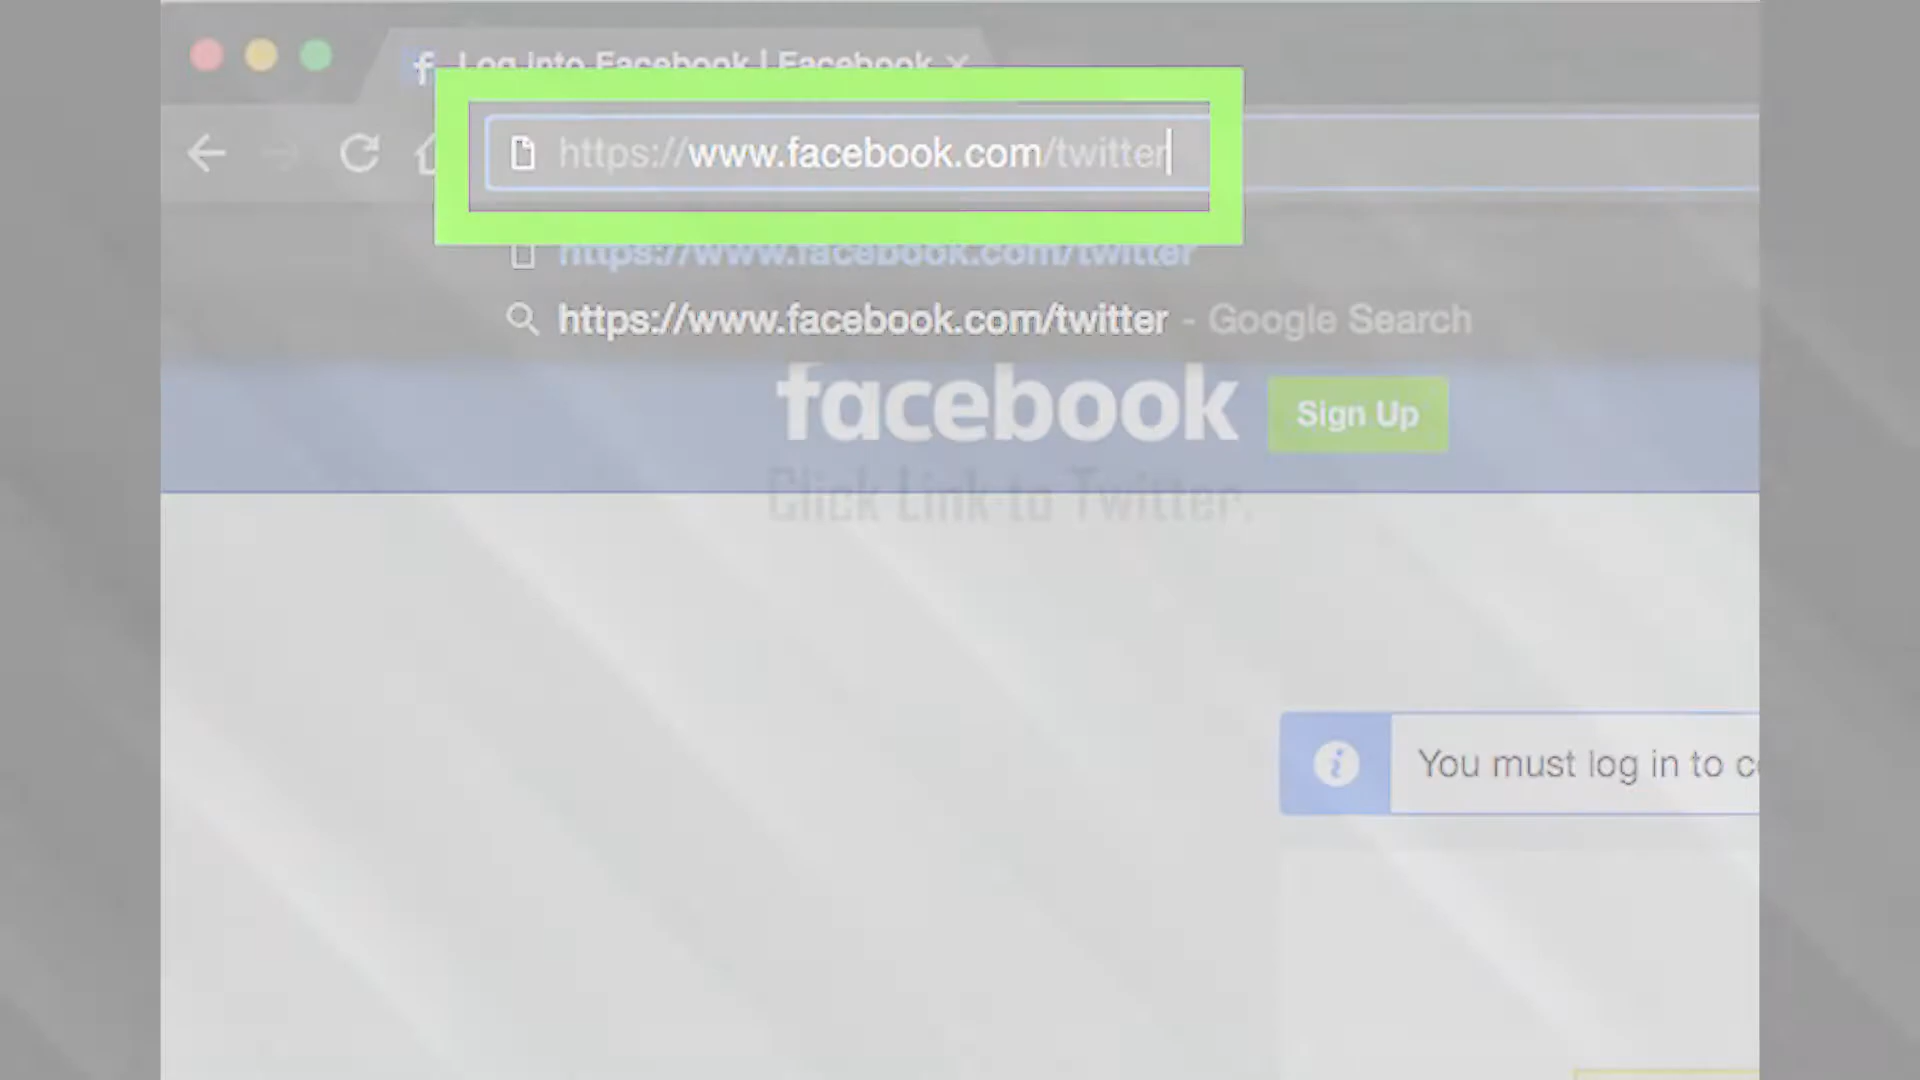 f Log into Facebook | Facebook
https://www.facebook.com/twitter
https://www.facebook.com/twitter
https://www.facebook.com/twitter - Google Search
facebook
Sign Up
Click Link to Twitter.
i
You must log in to